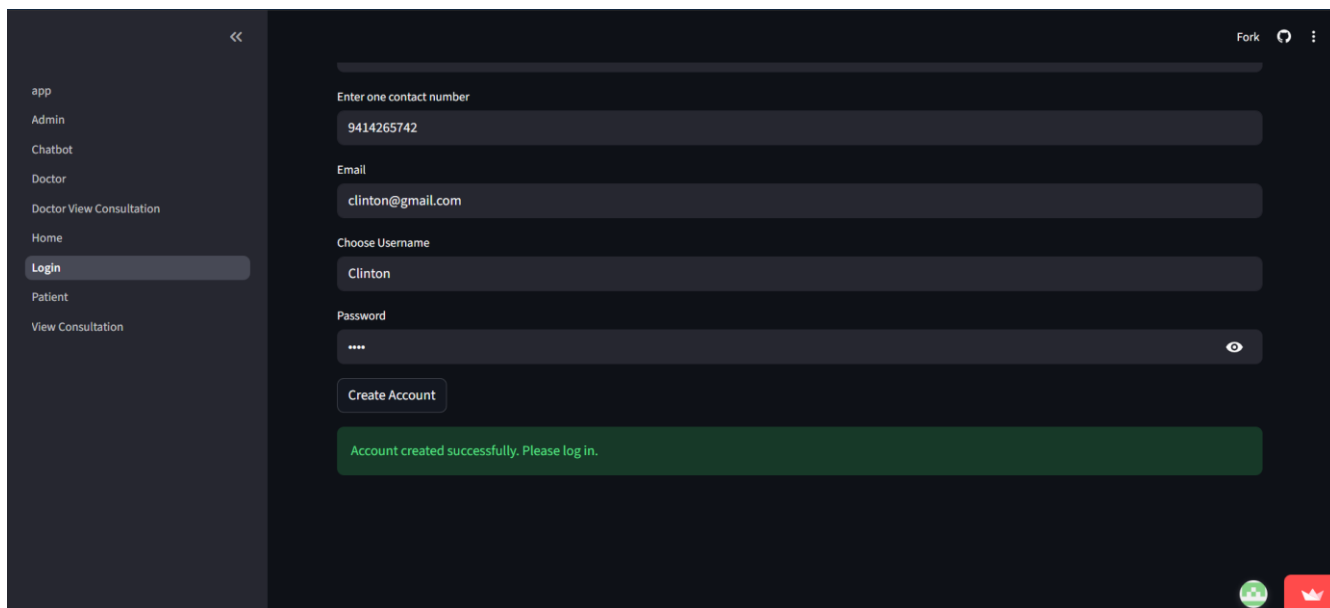 Fork
app
Admin
Chatbot
Doctor
Doctor View Consultation
Home
Login
Patient
View Consultation
Enter one contact number
9414265742
Email
clinton@gmail.com
Choose Username
Clinton
Password
••••
Create Account
Account created successfully. Please log in.